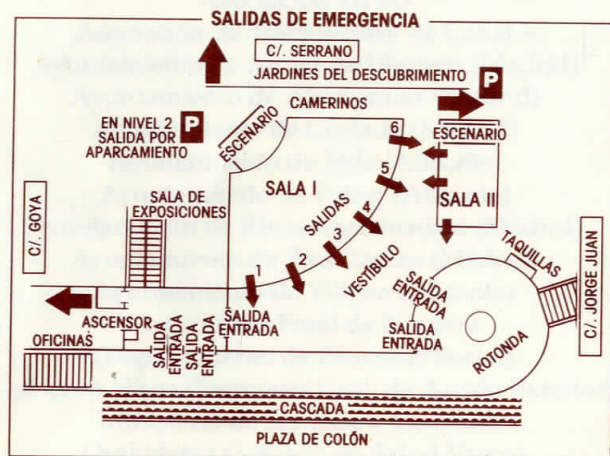 SALIDAS DE EMERGENCIA
C/. SERRANO
JARDINES DEL DESCUBRIMIENTO
P
CAMERINOS
EN NIVEL 2
SALIDA POR
APARCAMIENTO
P
ESCENARIO
6
ESCENARIO
SALA I
5
SALA II
C/. GOYA
SALA DE
EXPOSICIONES
SALIDAS
4
3
2
1
VESTÍBULO
TAQUILLAS
C/. JORGE JUAN
SALIDA
ENTRADA
SALIDA
ENTRADA
SALIDA
ENTRADA
ROTONDA
ASCENSOR
OFICINAS
SALIDA
ENTRADA
SALIDA
ENTRADA
CASCADA
PLAZA DE COLÓN